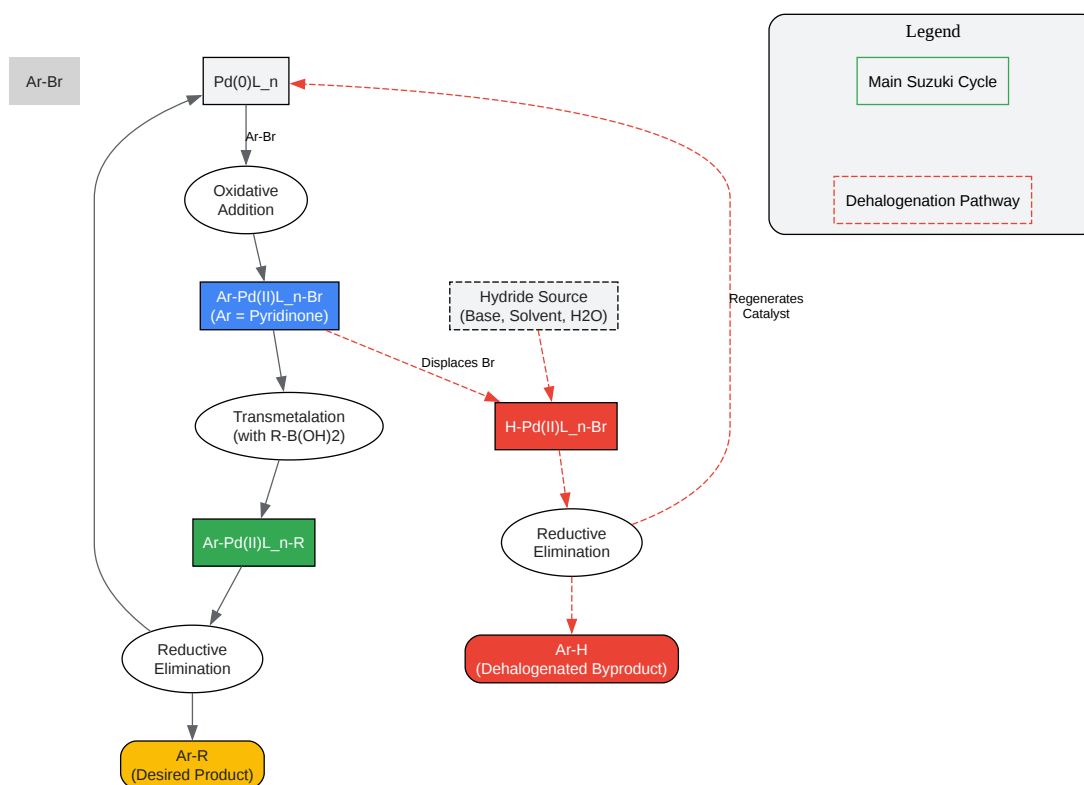 Legend
Ar-Br
Pd(0)L_n
Main Suzuki Cycle
Ar-Br
Oxidative
Addition
Dehalogenation Pathway
Ar-Pd(II)L_n-Br
(Ar = Pyridinone)
Hydride Source
(Base, Solvent, H2O)
Regenerates
Catalyst
Displaces Br
Transmetalation
(with R-B(OH)2)
H-Pd(II)L_n-Br
Ar-Pd(II)L_n-R
Reductive
Elimination
Reductive
Elimination
Ar-H
(Dehalogenated Byproduct)
Ar-R
(Desired Product)